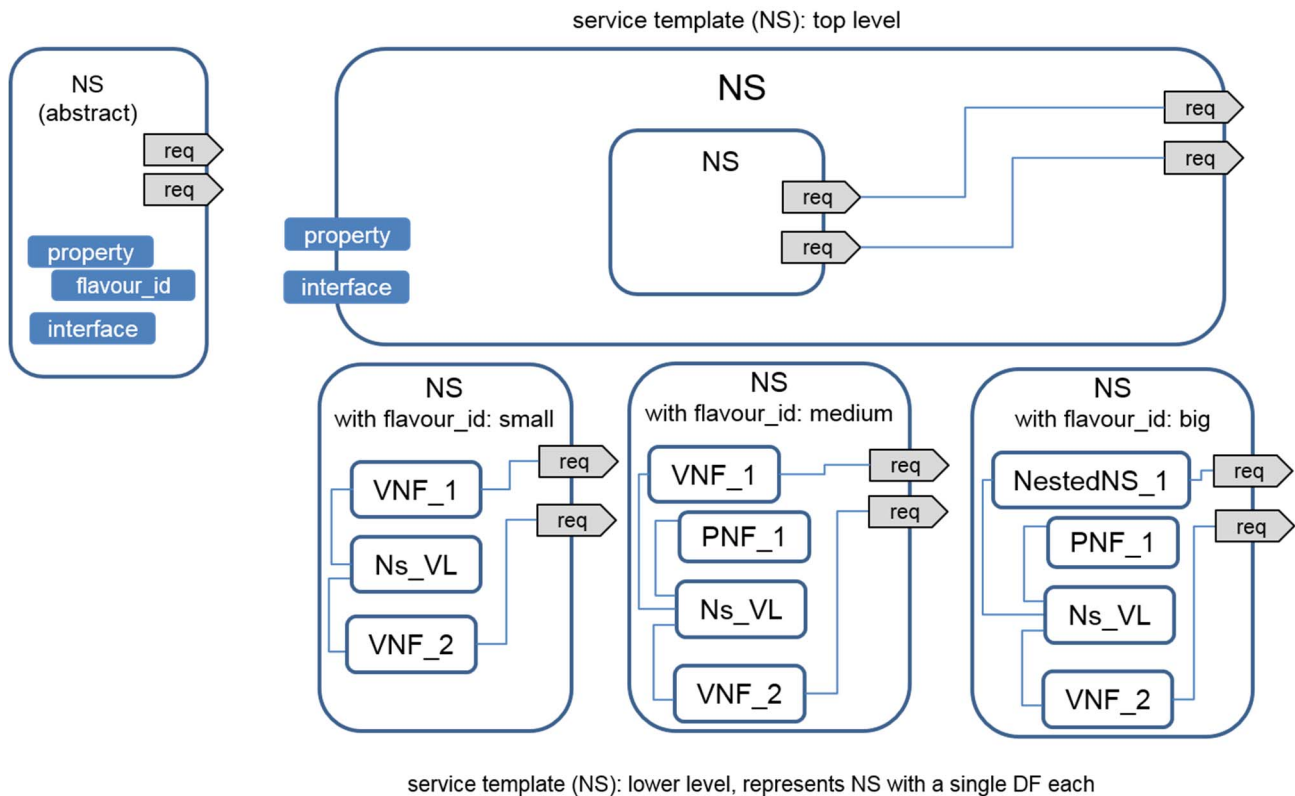 service template (NS): top level
NS
(abstract)
req
req
property
flavour_id
interface
NS
NS
req
req
req
req
property
interface
NS
with flavour_id: small
VNF_1
Ns_VL
VNF_2
req
req
NS
with flavour_id: medium
VNF_1
PNF_1
Ns_VL
VNF_2
req
req
NS
with flavour_id: big
NestedNS_1
PNF_1
Ns_VL
VNF_2
req
req
service template (NS): lower level, represents NS with a single DF each